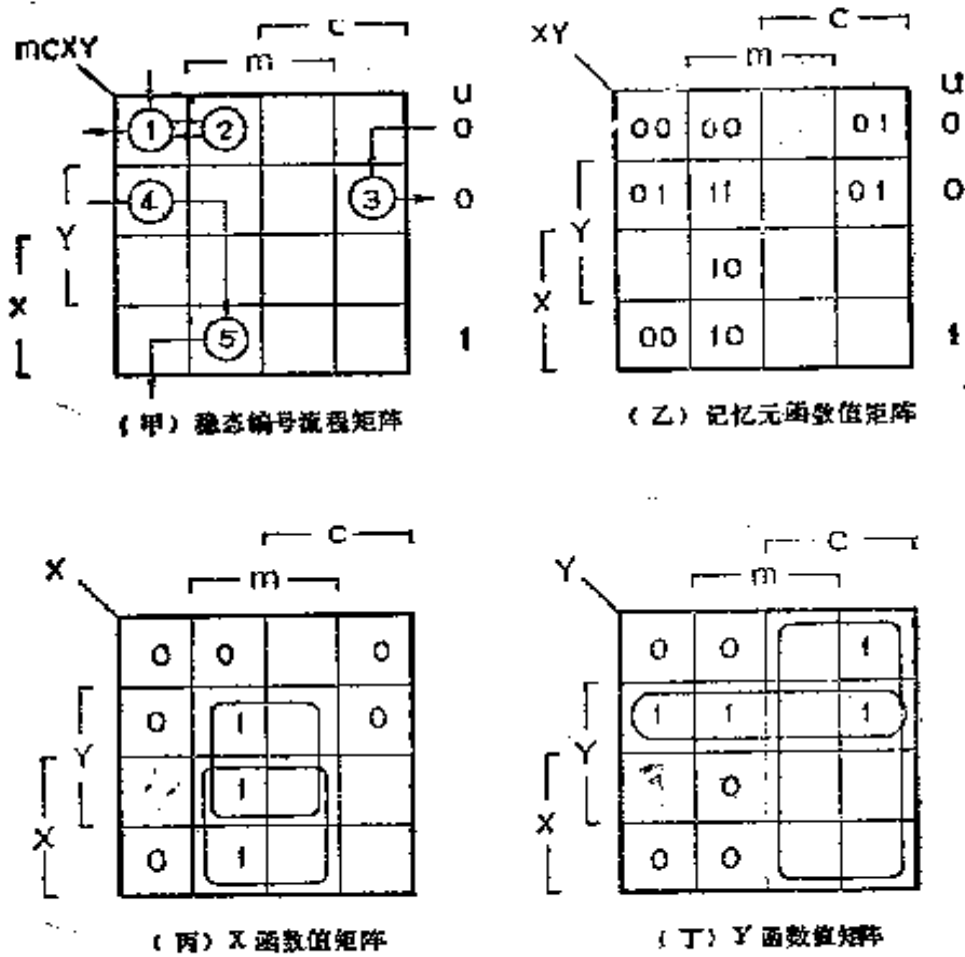 C
mcXY m
u
① ② 0
④ ③ 0
Y
X
⑤ 1
(甲) 稳态编号流程矩阵
C
XY m
u
00 00 01 0
01 11 01 0
Y
10
X
00 10 1
(乙) 记忆元函数值矩阵
C
X m
0 0 0
0 1 0
Y
1
X
0 1
(丙) X 函数值矩阵
C
Y m
0 0 1
1 1 1
Y
0
X
0 0
(丁) Y 函数值矩阵